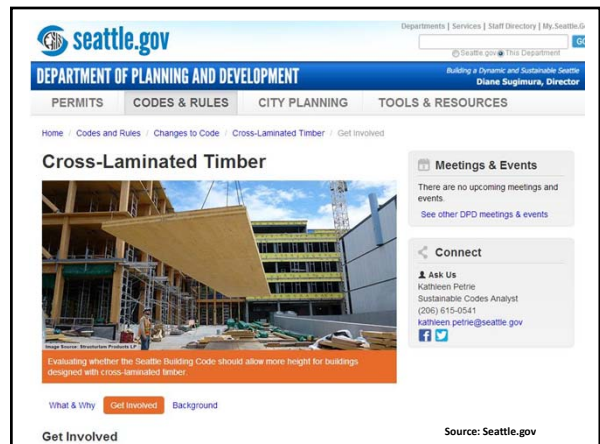 Departments | Services | Staff Directory | My.Seattle.G
seattle.gov
GO
Seattle.gov This Department
DEPARTMENT OF PLANNING AND DEVELOPMENT
Building a Dynamic and Sustainable Seattle
Diane Sugimura, Director
PERMITS CODES & RULES CITY PLANNING TOOLS & RESOURCES
Home / Codes and Rules / Changes to Code / Cross-Laminated Timber / Get Involved
Cross-Laminated Timber
Image Source: Structurlam Products LP
Evaluating whether the Seattle Building Code should allow more height for buildings
designed with cross-laminated timber.
What & Why Get Involved Background
Get Involved
Meetings & Events
There are no upcoming meetings and
events.
See other DPD meetings & events
Connect
Ask Us
Kathleen Petrie
Sustainable Codes Analyst
(206) 615-0541
kathleen.petrie@seattle.gov
Source: Seattle.gov